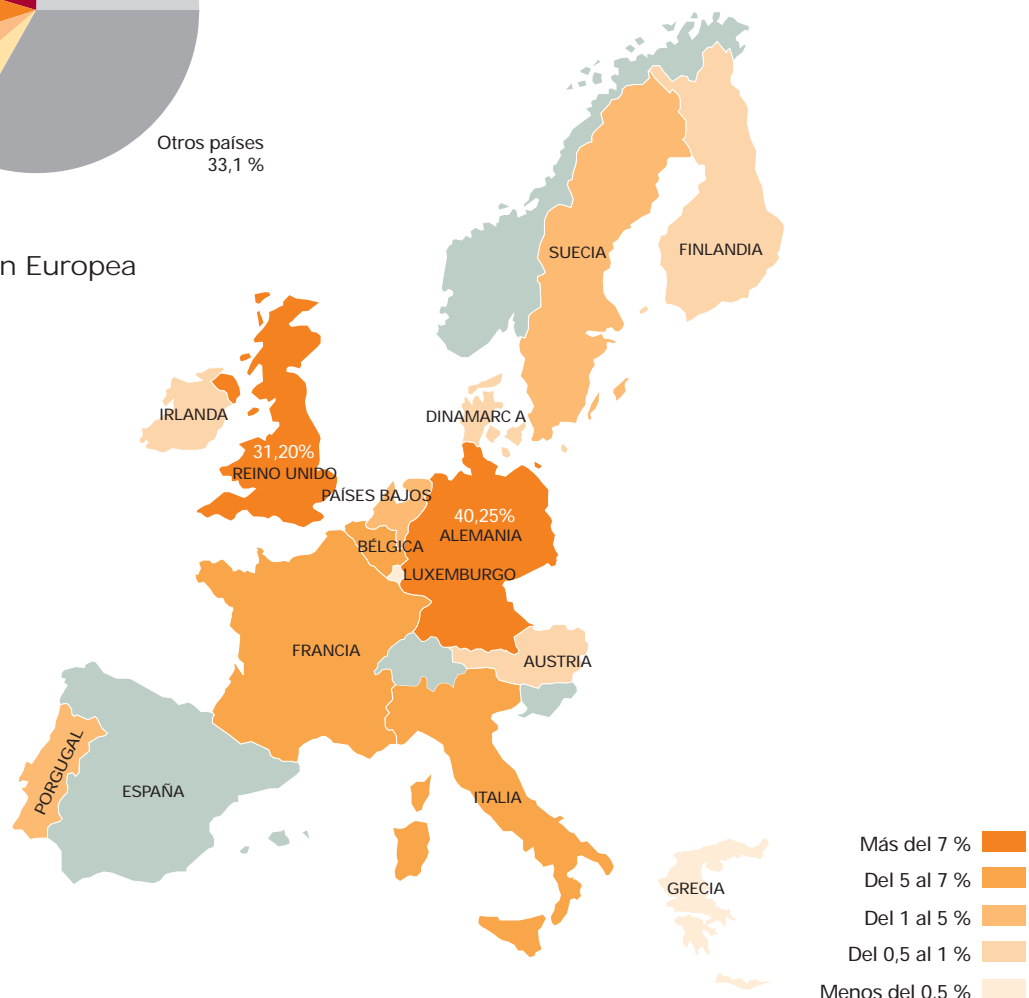 Otros países
33,1 %
n Europea
SUECIA
FINLANDIA
IRLANDA
DINAMARC A
31,20%
REINO UNIDO
PAÍSES BAJOS
40,25%
ALEMANIA
BÉLGICA
LUXEMBURGO
FRANCIA
AUSTRIA
PORGUGAL
ESPAÑA
ITALIA
GRECIA
Más del 7 %
Del 5 al 7 %
Del 1 al 5 %
Del 0,5 al 1 %
Menos del 0,5 %